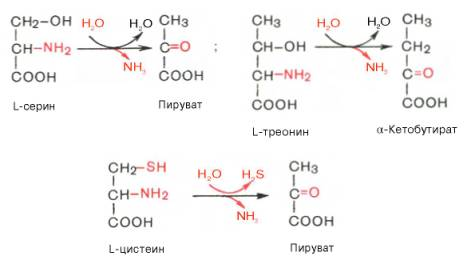 CH₂–OH
H₂O
H₂O
CH₃
CH–NH₂
C=O
NH₃
COOH
COOH
L-серин
Пируват
;
CH₃
H₂O
H₂O
CH₃
CH–OH
CH₂
CH–NH₂
NH₃
C=O
COOH
COOH
L-треонин
α-Кетобутират
CH₂–SH
H₂O
H₂S
CH₃
CH–NH₂
C=O
NH₃
COOH
COOH
L-цистеин
Пируват